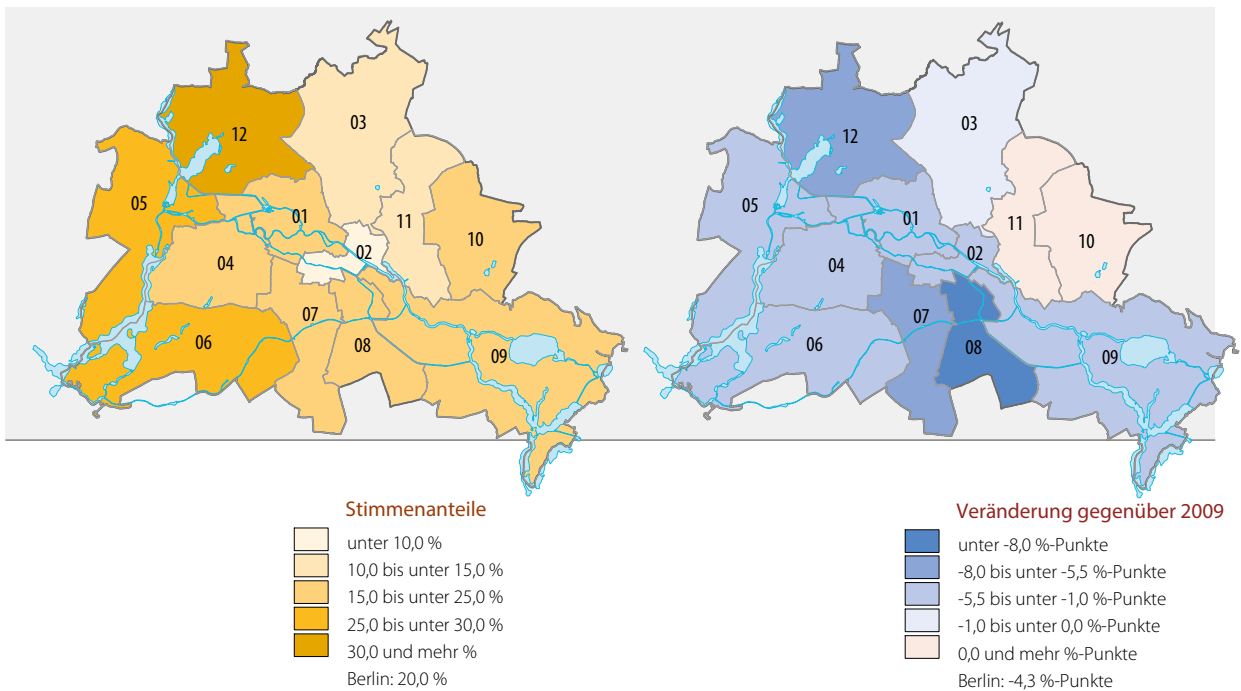 12
03
05
01
11
02
10
04
07
06
08
09
Stimmenanteile
unter 10,0 %
10,0 bis unter 15,0 %
15,0 bis unter 25,0 %
25,0 bis unter 30,0 %
30,0 und mehr %
Berlin: 20,0 %
03
12
05
01
11
10
02
04
07
06
08
09
Veränderung gegenüber 2009
unter -8,0 %-Punkte
-8,0 bis unter -5,5 %-Punkte
-5,5 bis unter -1,0 %-Punkte
-1,0 bis unter 0,0 %-Punkte
0,0 und mehr %-Punkte
Berlin: -4,3 %-Punkte